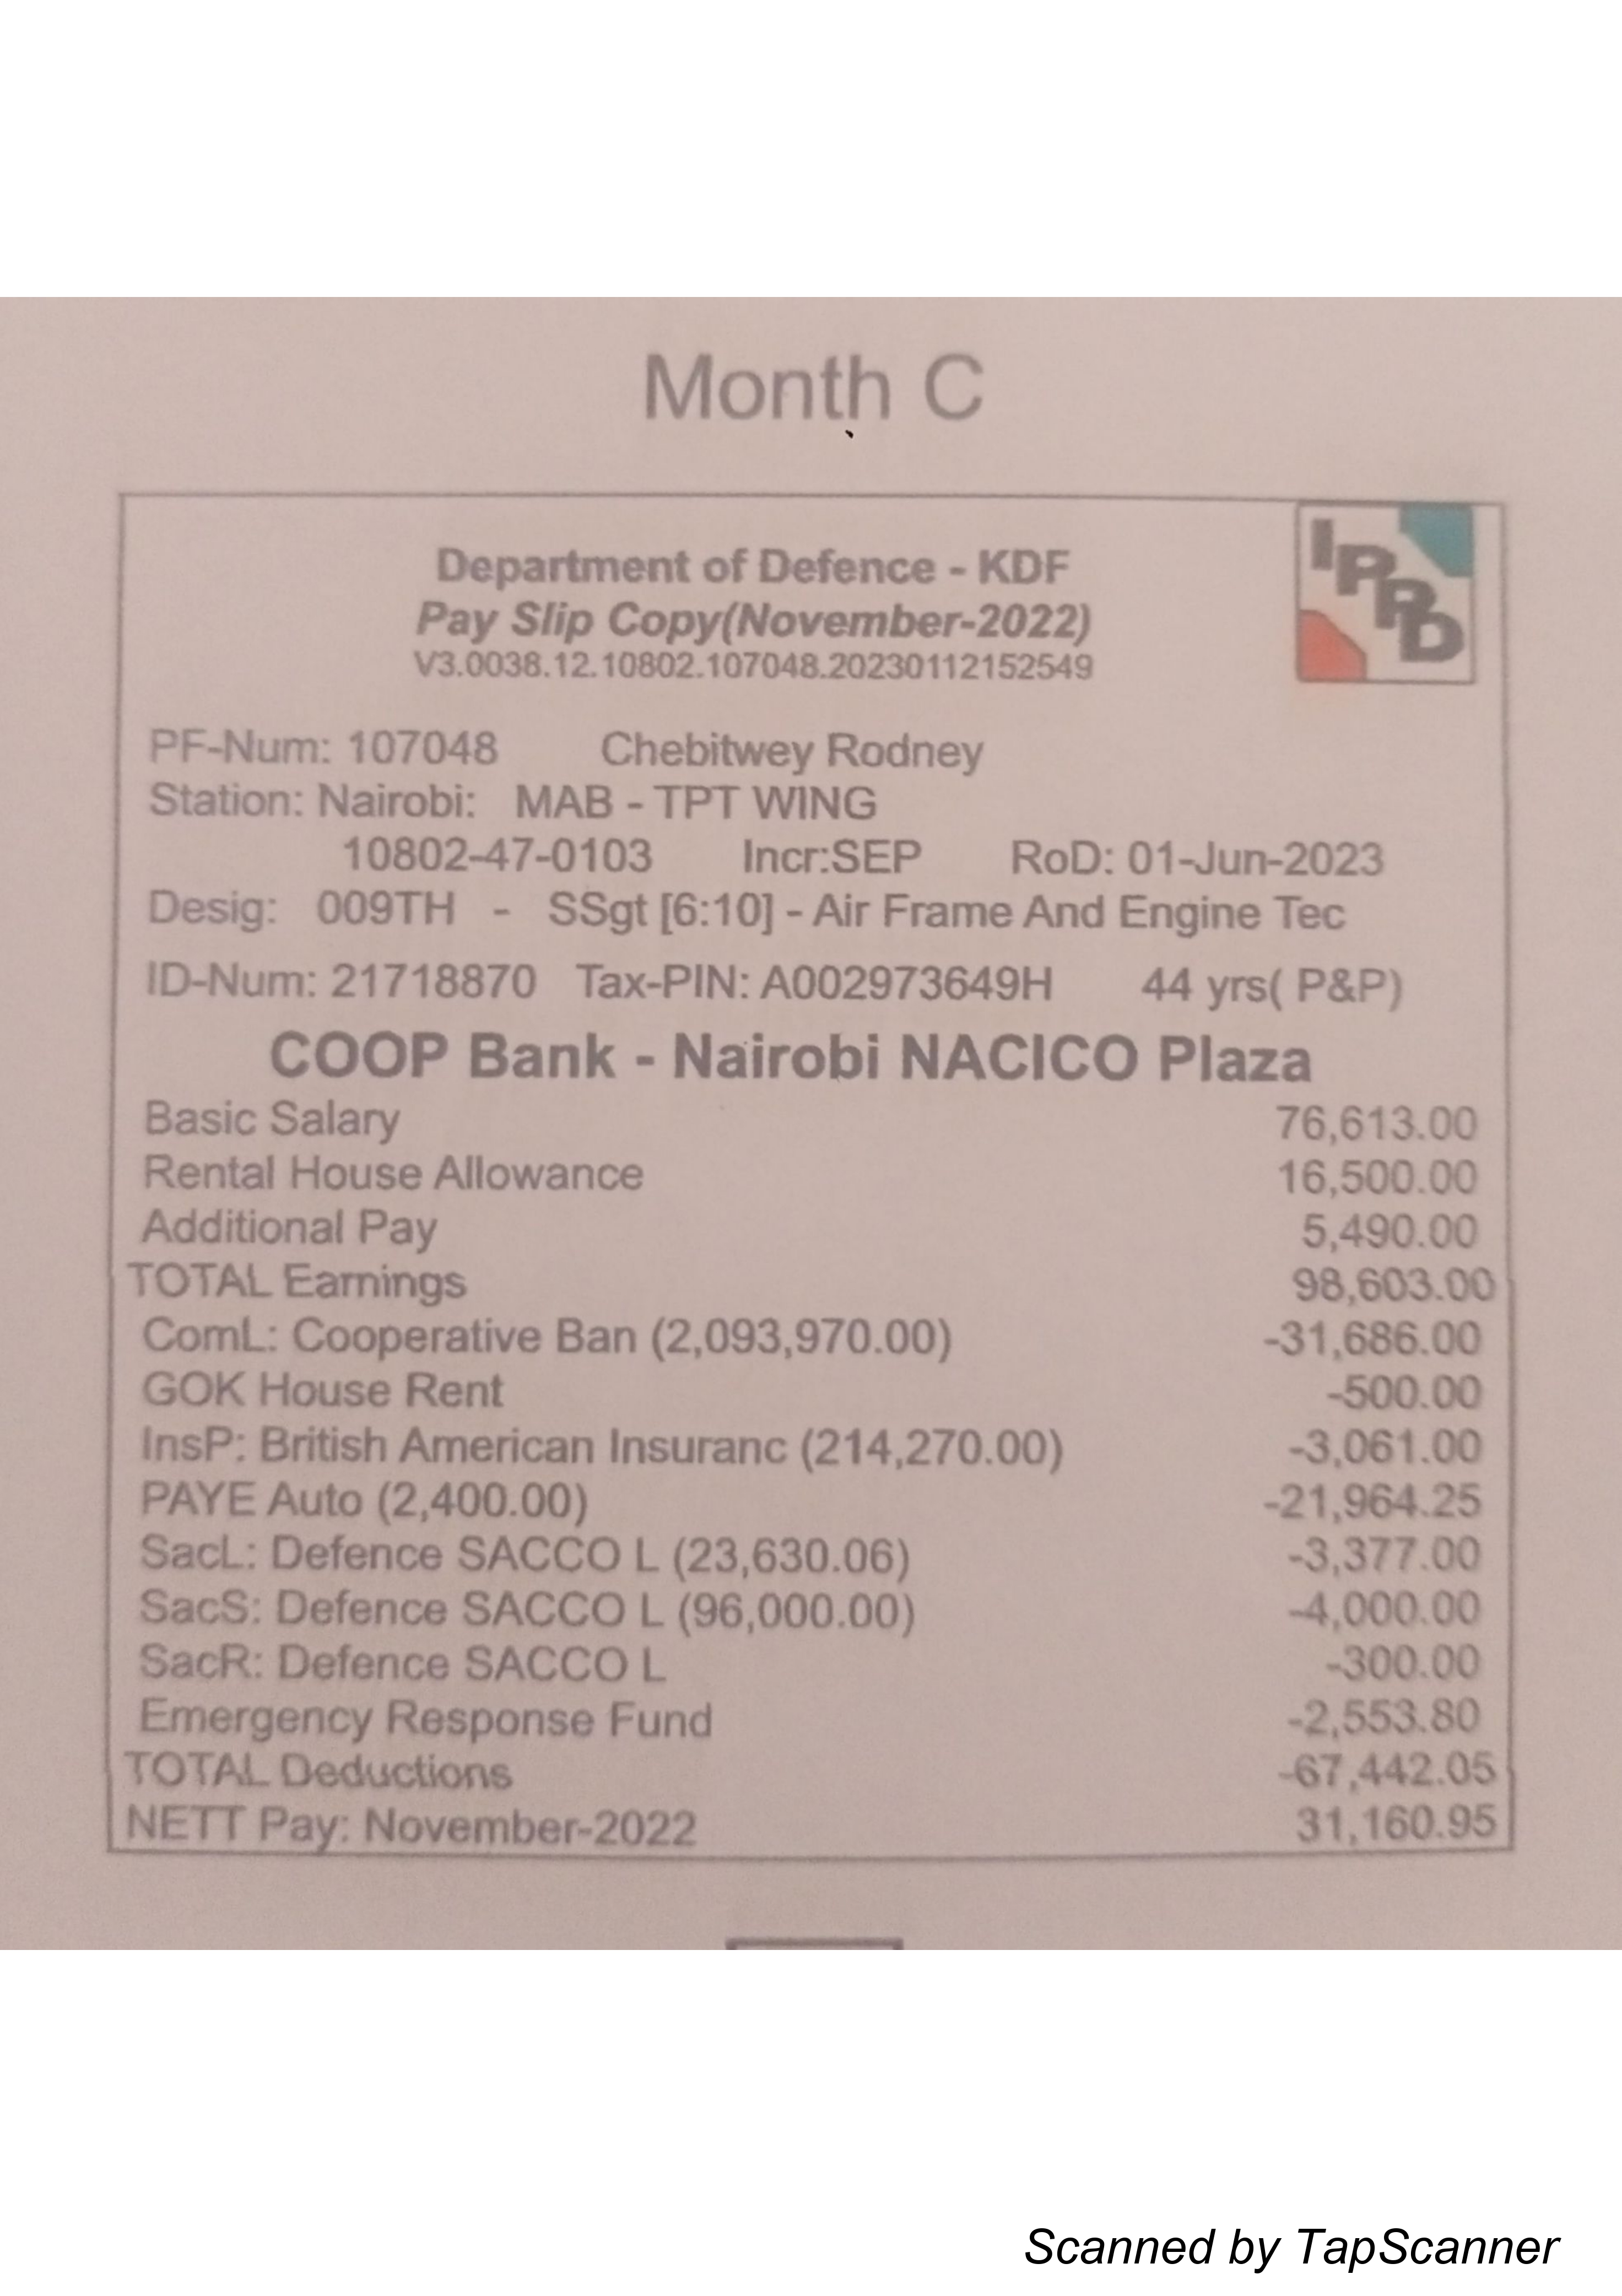 Month C
Department of Defence - KDF
Pay Slip Copy(November-2022)
V3.0038.12.10802.107048.20230112152549
IPPD
PF-Num: 107048 Chebitwey Rodney
Station: Nairobi: MAB - TPT WING
10802-47-0103 Incr:SEP RoD: 01-Jun-2023
Desig: 009TH - SSgt [6:10] - Air Frame And Engine Tec
ID-Num: 21718870 Tax-PIN: A002973649H 44 yrs( P&P)
COOP Bank - Nairobi NACICO Plaza
Basic Salary 76,613.00
Rental House Allowance 16,500.00
Additional Pay 5,490.00
TOTAL Earnings 98,603.00
ComL: Cooperative Ban (2,093,970.00) -31,686.00
GOK House Rent -500.00
InsP: British American Insuranc (214,270.00) -3,061.00
PAYE Auto (2,400.00) -21,964.25
SacL: Defence SACCO L (23,630.06) -3,377.00
SacS: Defence SACCO L (96,000.00) -4,000.00
SacR: Defence SACCO L -300.00
Emergency Response Fund -2,553.80
TOTAL Deductions -67,442.05
NETT Pay: November-2022 31,160.95
Scanned by TapScanner